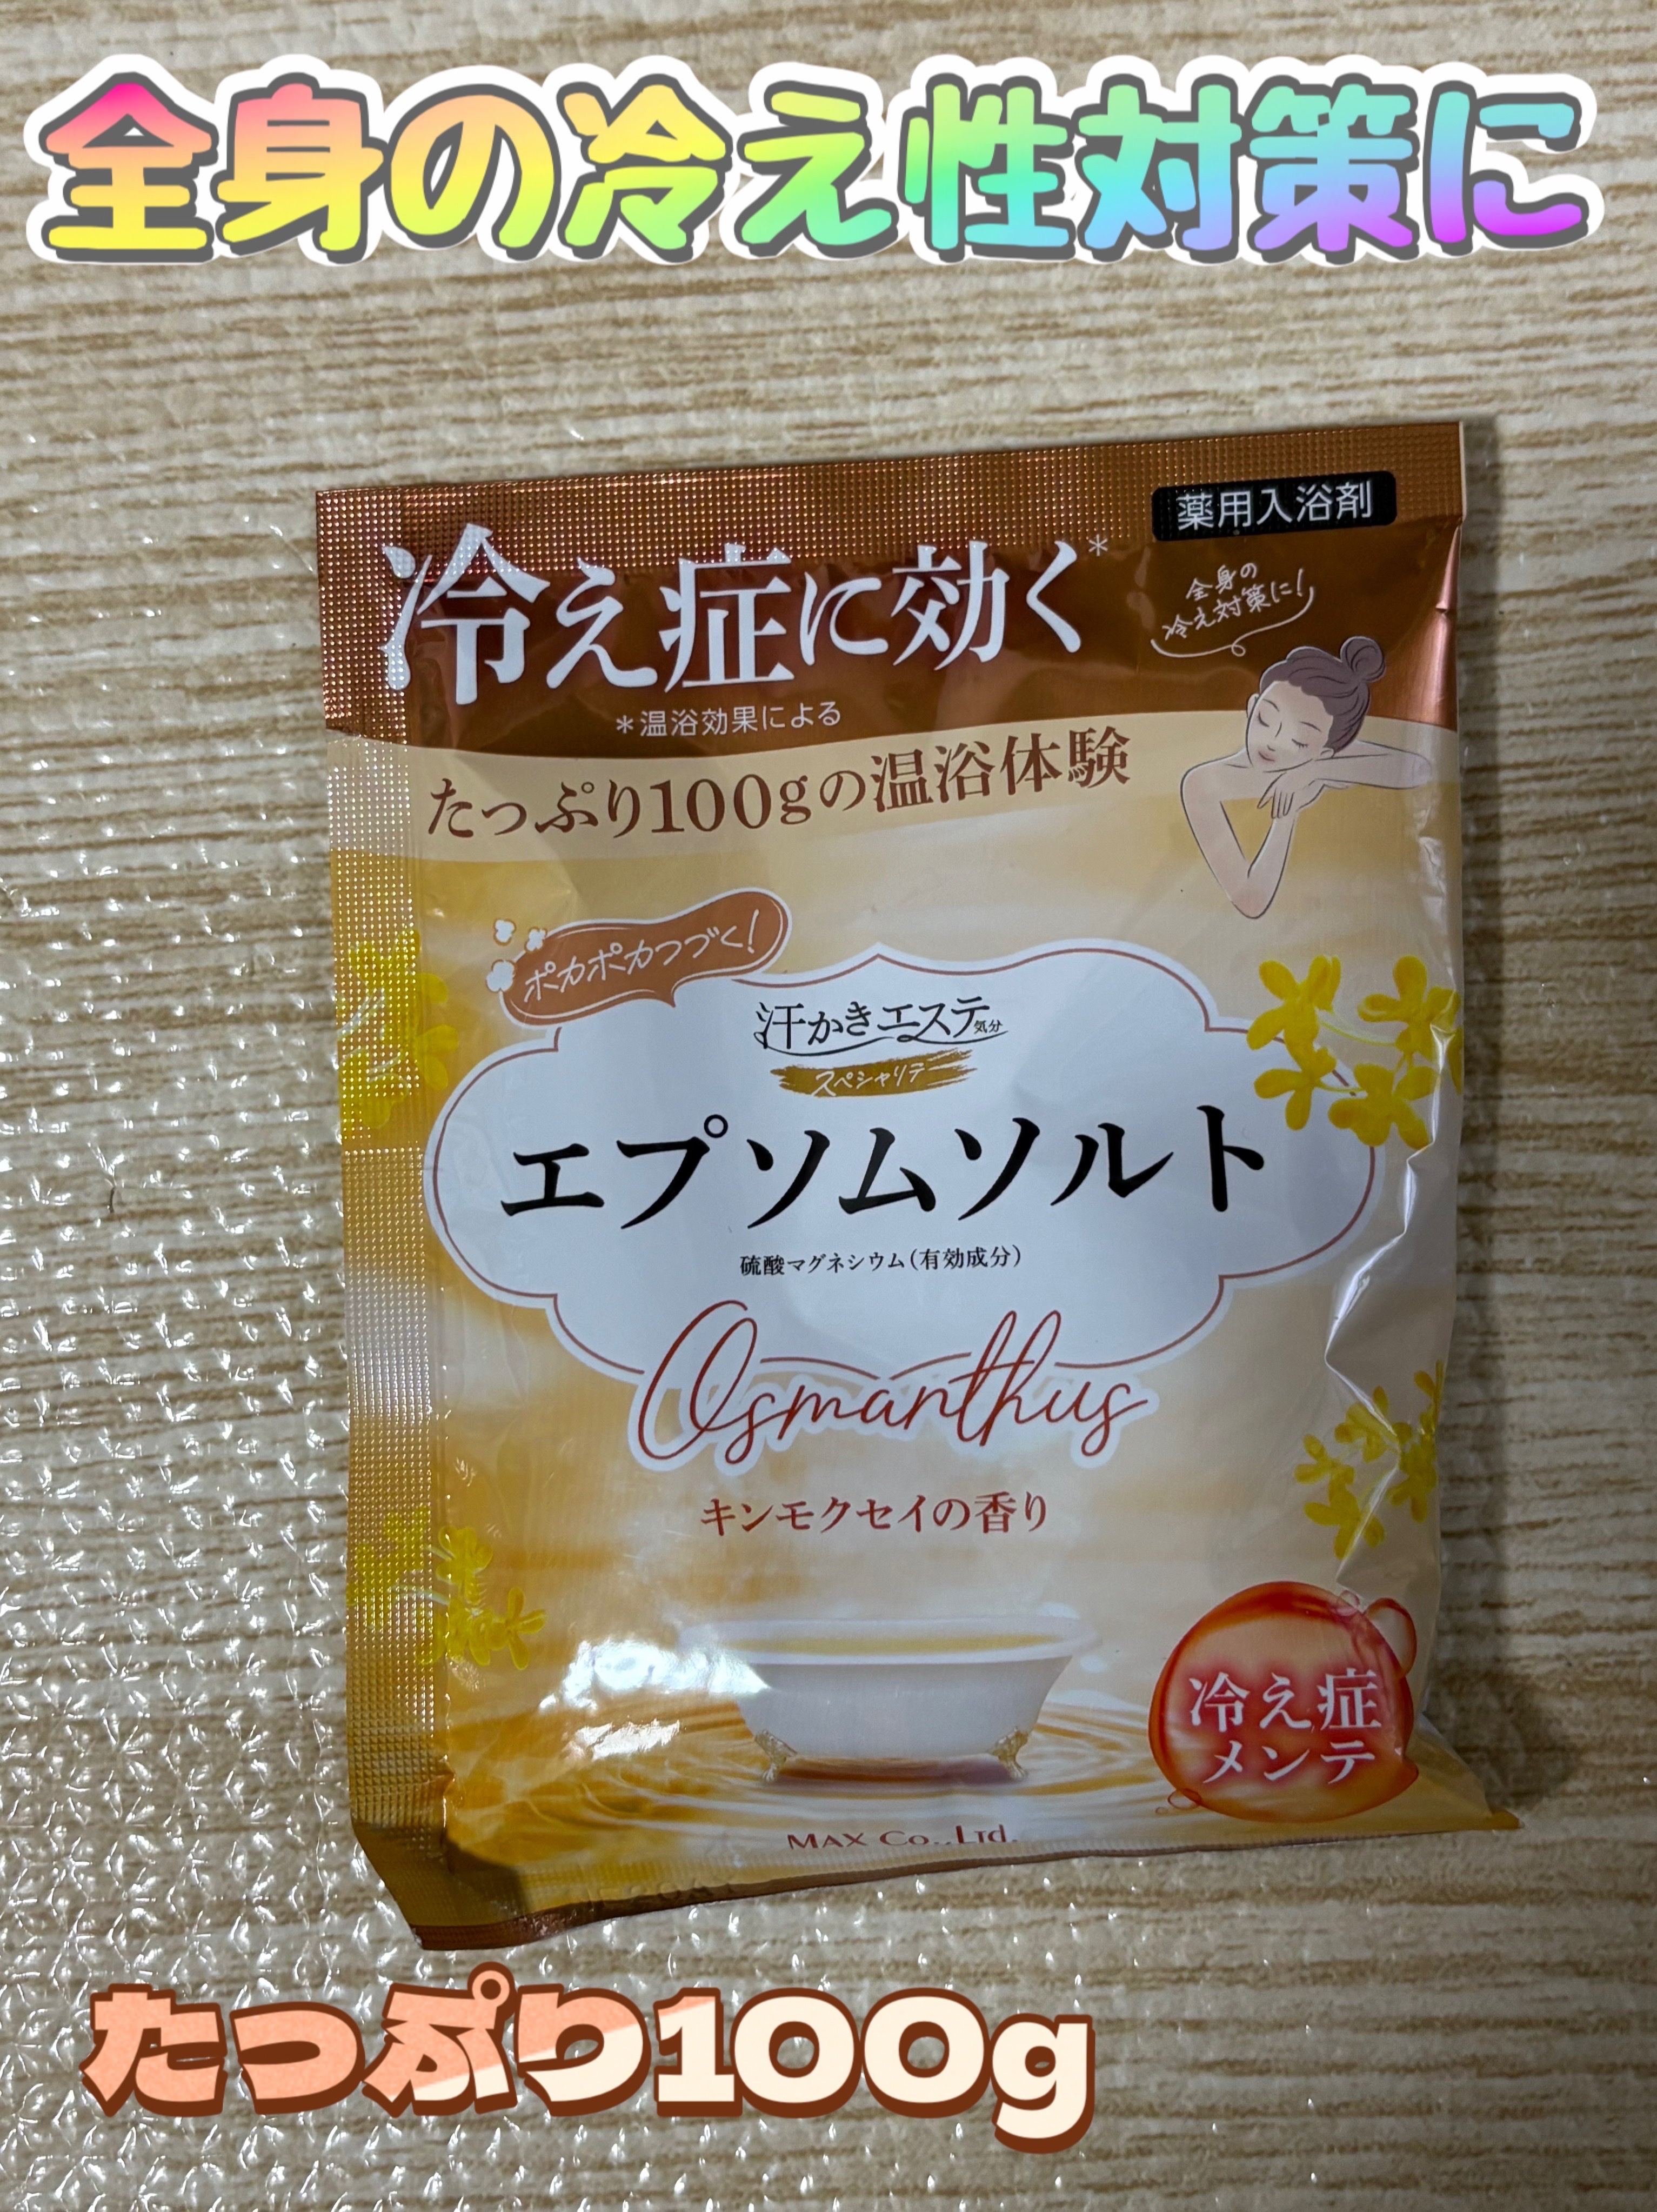 全身の冷え性対策に
薬用入浴剤
冷え症に効く*
全身の
冷え対策に!
*温浴効果による
たっぷり100gの温浴体験
ポカポカつづく!
汗かきエステ気分
スペシャリテ
エプソムソルト
硫酸マグネシウム(有効成分)
Osmanthus
キンモクセイの香り
冷え症
メンテ
MAX Co.,Ltd.
たっぷり100g